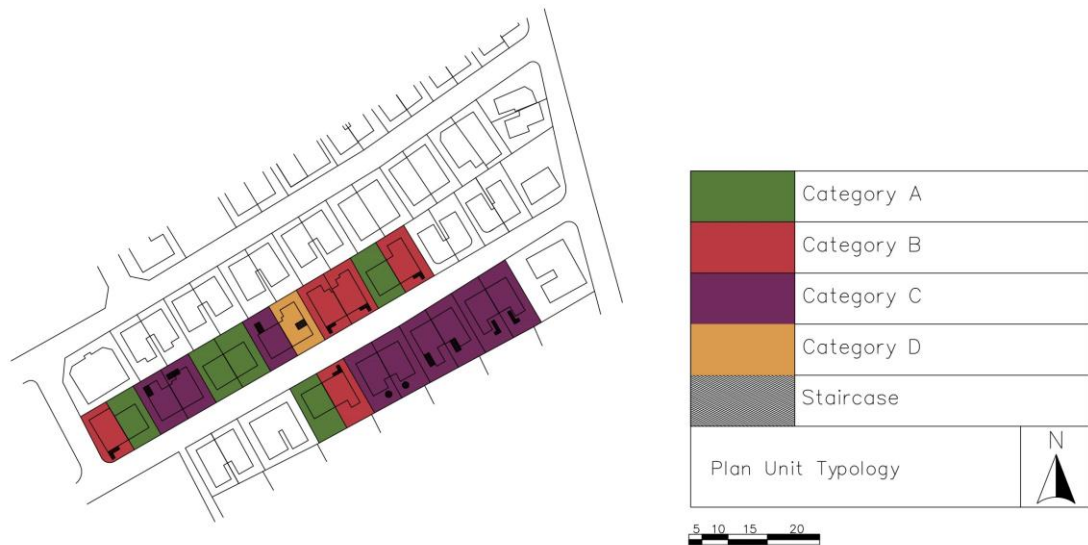 Category A
Category B
Category C
Category D
Staircase
Plan Unit Typology
N
5 10 15 20